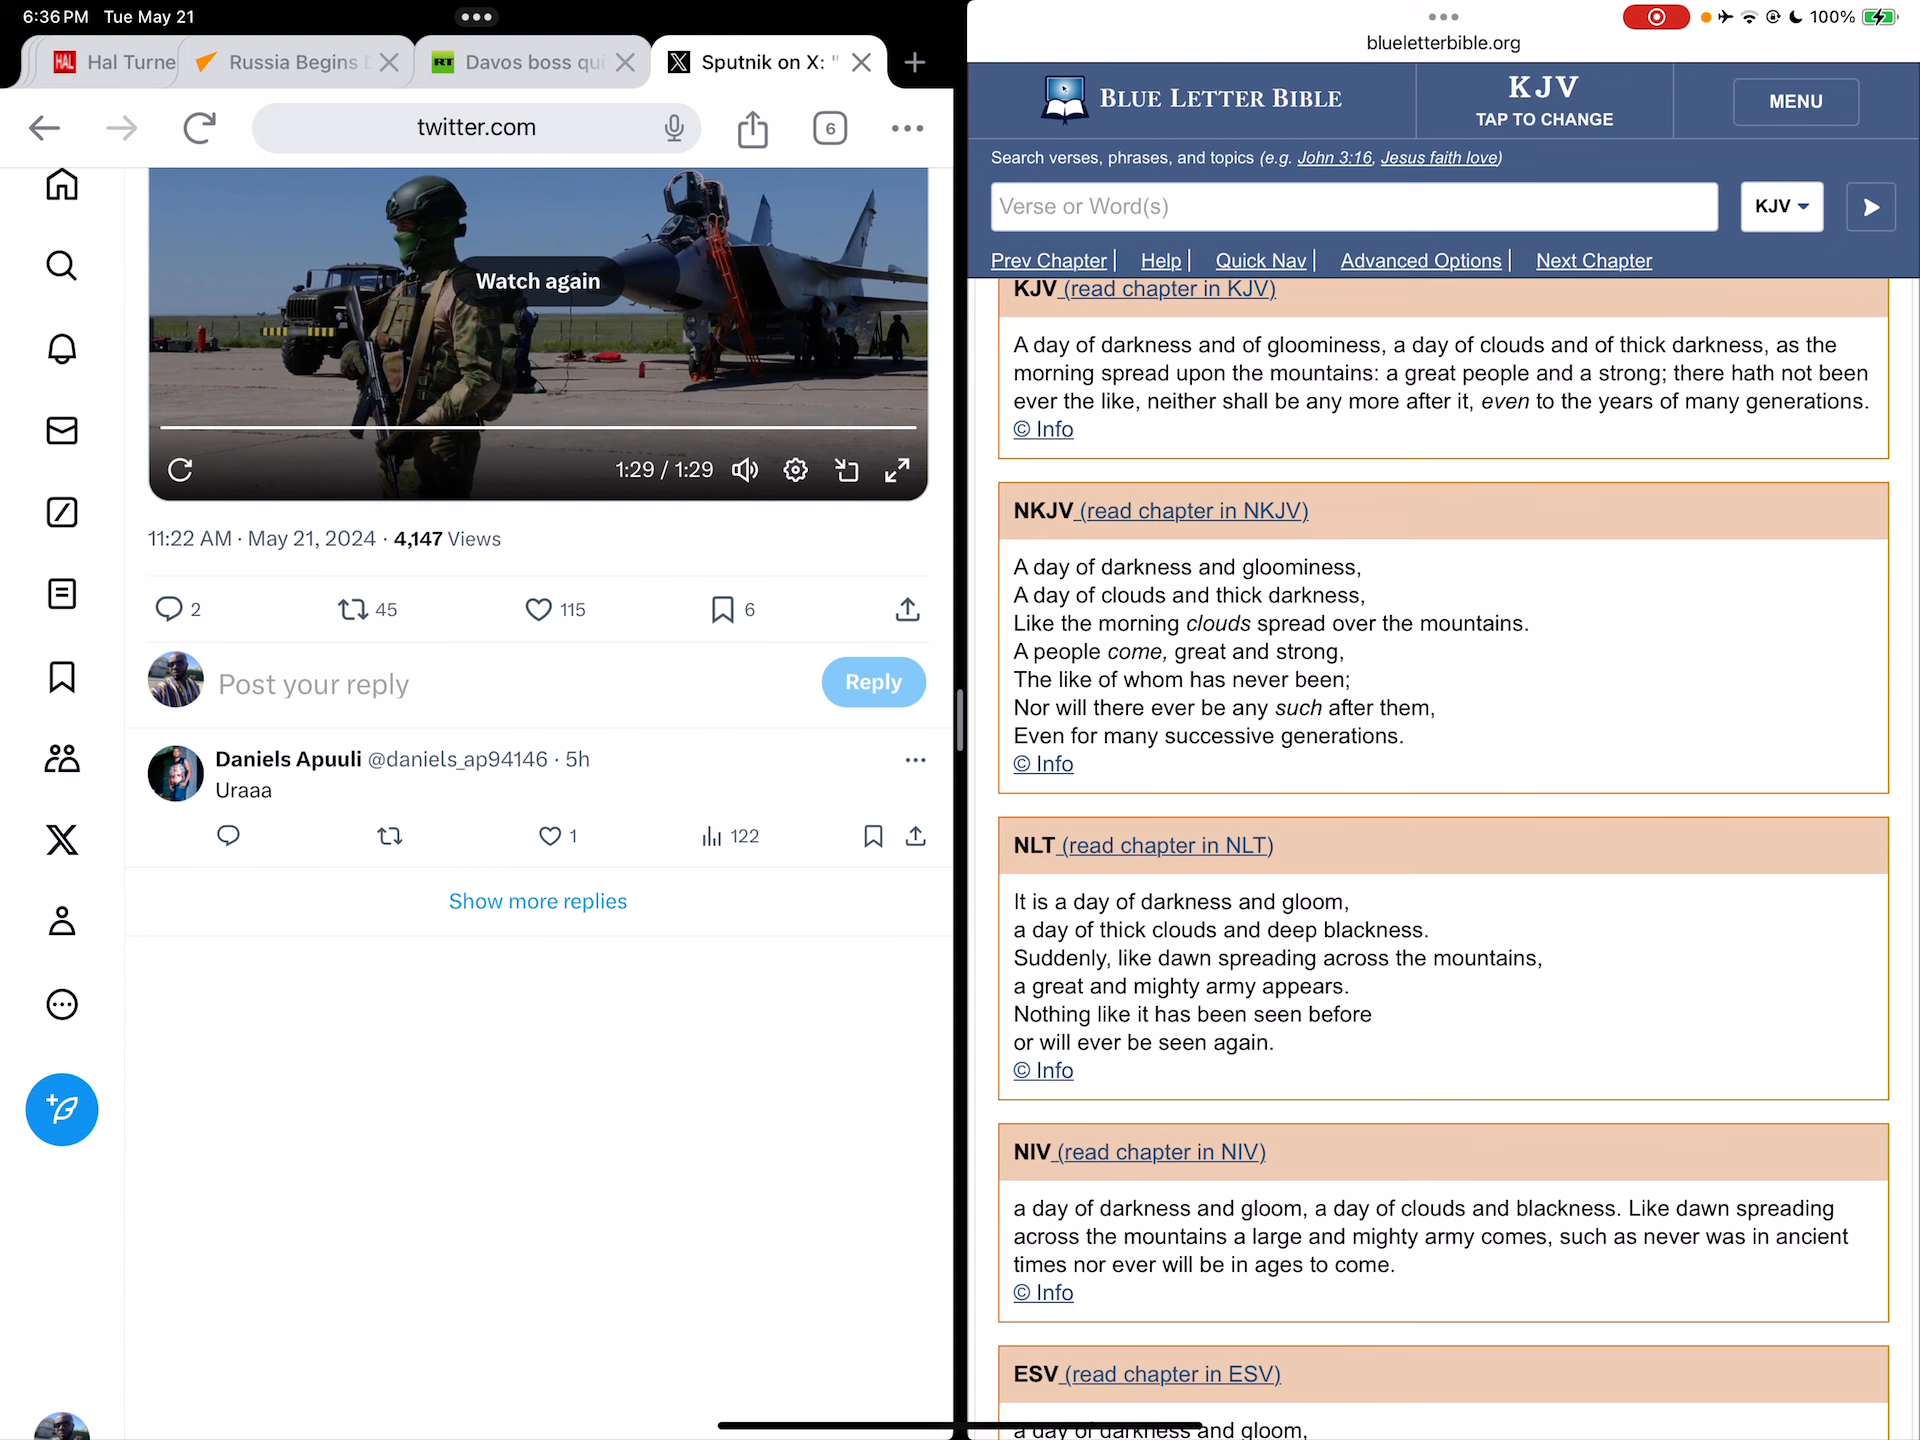 6:36 PM Tue May 21
Hal Turne
Russia Begins D
RT
Davos boss qui
Sputnik on X: "
twitter.com
6
Watch again
1:29 / 1:29
11:22 AM · May 21, 2024 · 4,147 Views
2
45
115
6
Post your reply
Reply
Daniels Apuuli @daniels_ap94146 · 5h
Uraaa
1
122
Show more replies
100%
blueletterbible.org
BLUE LETTER BIBLE
KJV
TAP TO CHANGE
MENU
Search verses, phrases, and topics (e.g. John 3:16, Jesus faith love)
Verse or Word(s)
KJV
Prev Chapter | Help | Quick Nav | Advanced Options | Next Chapter
KJV (read chapter in KJV)
A day of darkness and of gloominess, a day of clouds and of thick darkness, as the
morning spread upon the mountains: a great people and a strong; there hath not been
ever the like, neither shall be any more after it, even to the years of many generations.
© Info
NKJV (read chapter in NKJV)
A day of darkness and gloominess,
A day of clouds and thick darkness,
Like the morning clouds spread over the mountains.
A people come, great and strong,
The like of whom has never been;
Nor will there ever be any such after them,
Even for many successive generations.
© Info
NLT (read chapter in NLT)
It is a day of darkness and gloom,
a day of thick clouds and deep blackness.
Suddenly, like dawn spreading across the mountains,
a great and mighty army appears.
Nothing like it has been seen before
or will ever be seen again.
© Info
NIV (read chapter in NIV)
a day of darkness and gloom, a day of clouds and blackness. Like dawn spreading
across the mountains a large and mighty army comes, such as never was in ancient
times nor ever will be in ages to come.
© Info
ESV (read chapter in ESV)
a day of darkness and gloom,